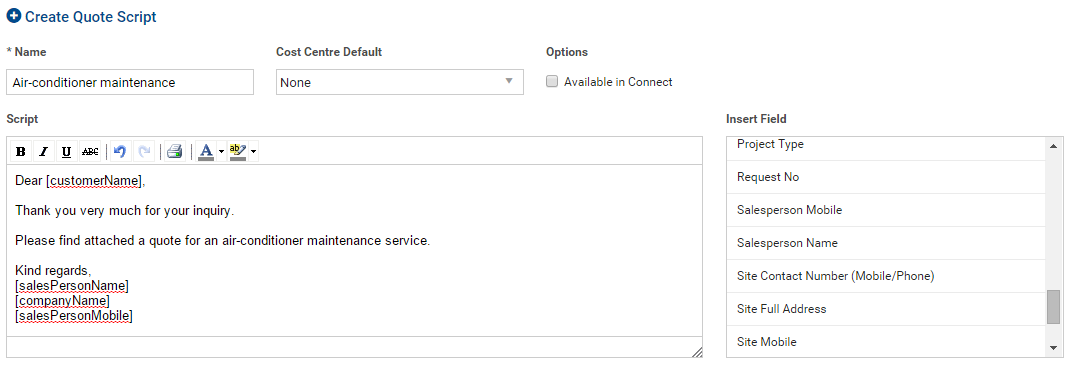 Create Quote Script
* Name
Cost Centre Default
Options
Air-conditioner maintenance
None
Available in Connect
Script
Insert Field
B I U ABC A ab
Dear [customerName],
Thank you very much for your inquiry.
Please find attached a quote for an air-conditioner maintenance service.
Kind regards,
[salesPersonName]
[companyName]
[salesPersonMobile]
Project Type
Request No
Salesperson Mobile
Salesperson Name
Site Contact Number (Mobile/Phone)
Site Full Address
Site Mobile